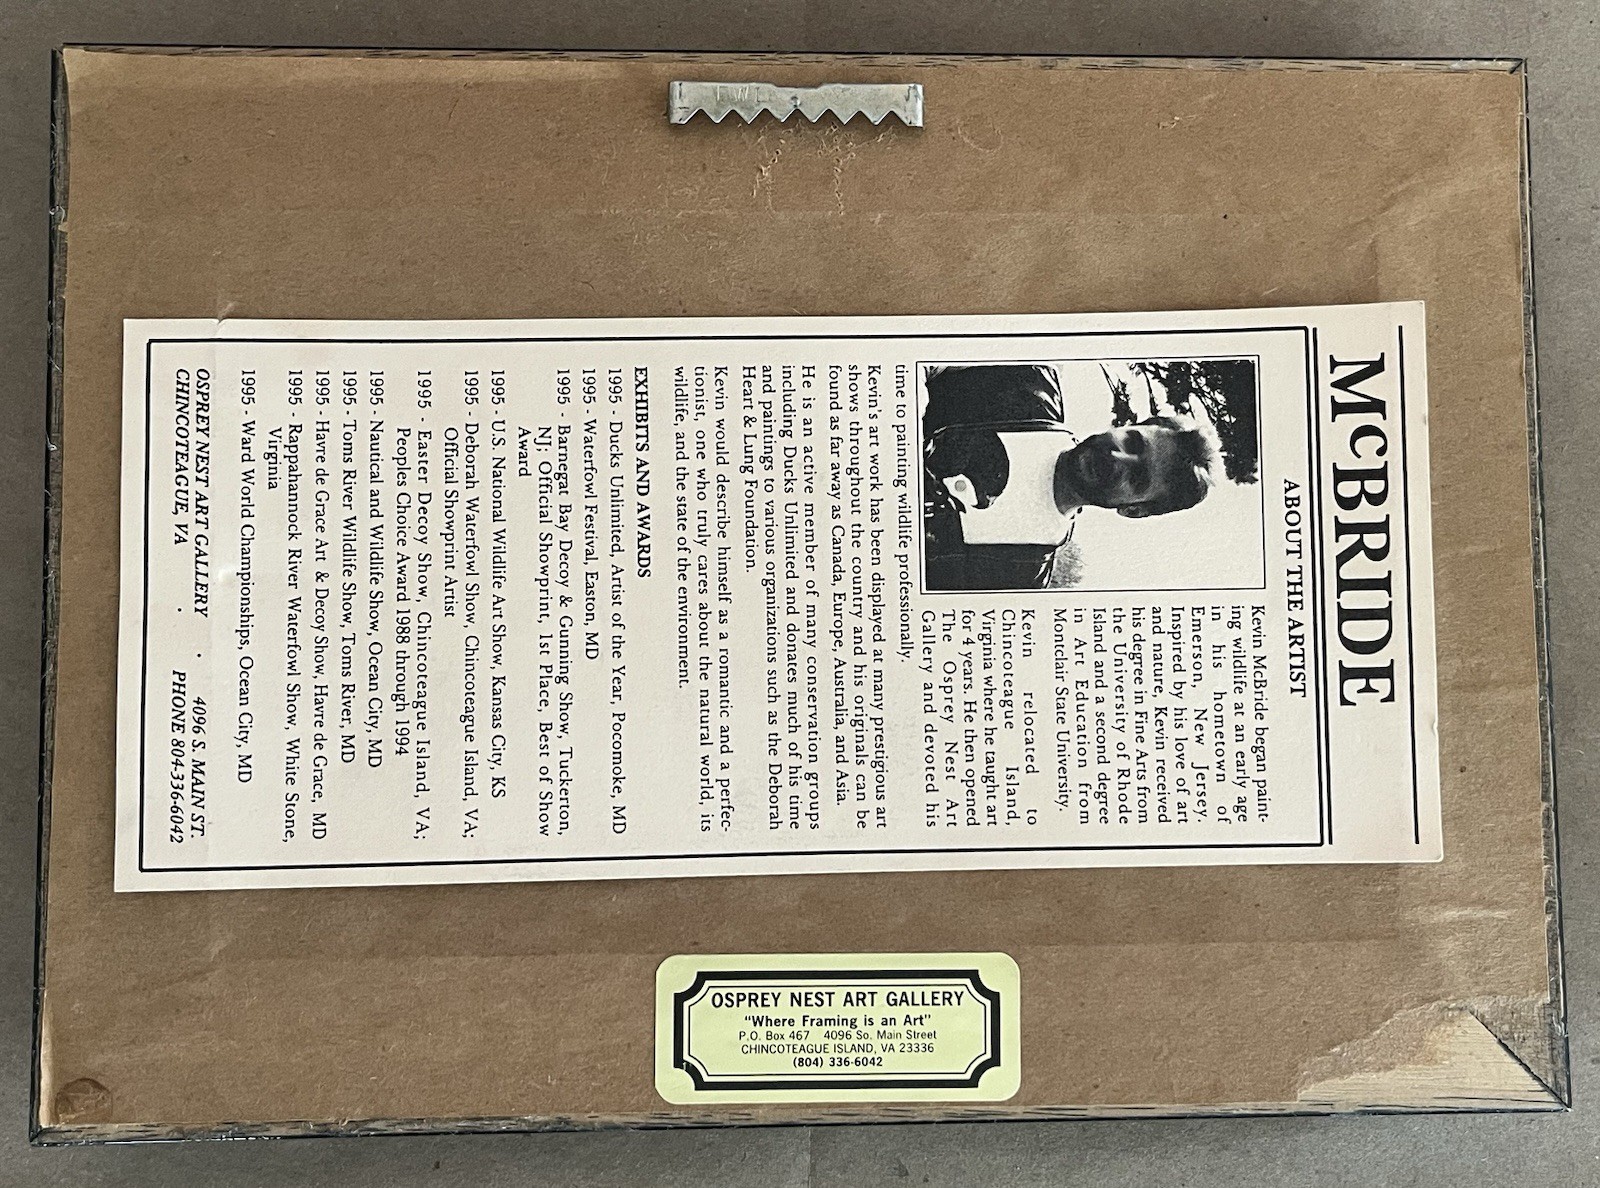 McBRIDE
ABOUT THE ARTIST
Kevin McBride began paint-
ing wildlife at an early age
in his hometown of
Emerson, New Jersey.
Inspired by his love of art
and nature, Kevin received
his degree in Fine Arts from
the University of Rhode
Island and a second degree
in Art Education from
Montclair State University.
Kevin relocated to
Chincoteague Island,
Virginia where he taught art
for 4 years. He then opened
The Osprey Nest Art
Gallery and devoted his
time to painting wildlife professionally.
Kevin's art work has been displayed at many prestigious art
shows throughout the country and his originals can be
found as far away as Canada, Europe, Australia, and Asia.
He is an active member of many conservation groups
including Ducks Unlimited and donates much of his time
and paintings to various organizations such as the Deborah
Heart & Lung Foundation.
Kevin would describe himself as a romantic and a perfec-
tionist, one who truly cares about the natural world, its
wildlife, and the state of the environment.
EXHIBITS AND AWARDS
1995 - Ducks Unlimited, Artist of the Year, Pocomoke, MD
1995 - Waterfowl Festival, Easton, MD
1995 - Barnegat Bay Decoy & Gunning Show, Tuckerton,
NJ; Official Showprint, 1st Place, Best of Show
Award
1995 - U.S. National Wildlife Art Show, Kansas City, KS
1995 - Deborah Waterfowl Show, Chincoteague Island, VA;
Official Showprint Artist
1995 - Easter Decoy Show, Chincoteague Island, VA;
Peoples Choice Award 1988 through 1994
1995 - Nautical and Wildlife Show, Ocean City, MD
1995 - Toms River Wildlife Show, Toms River, MD
1995 - Havre de Grace Art & Decoy Show, Havre de Grace, MD
1995 - Rappahannock River Waterfowl Show, White Stone,
Virginia
1995 - Ward World Championships, Ocean City, MD
OSPREY NEST ART GALLERY · 4096 S. MAIN ST.
CHINCOTEAGUE, VA · PHONE 804-336-6042
OSPREY NEST ART GALLERY
"Where Framing is an Art"
P.O. Box 467 4096 So. Main Street
CHINCOTEAGUE ISLAND, VA 23336
(804) 336-6042